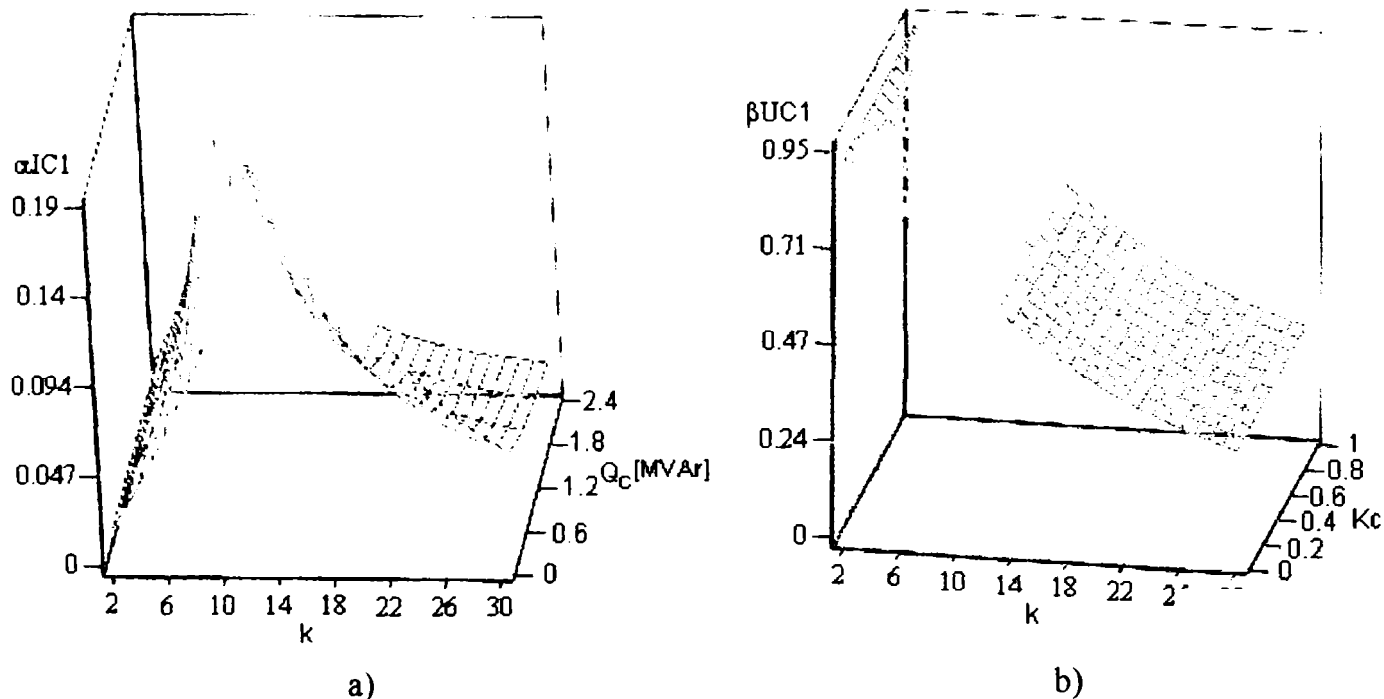 αIC1
0.19
0.14
0.094
0.047
0
2 6 10 14 18 22 26 30
k
0 0.6 1.2 1.8 2.4
Qc [MVAr]
a)
βUC1
0.95
0.71
0.47
0.24
0
2 6 10 14 18 22
k
0 0.2 0.4 0.6 0.8 1
Kc
b)